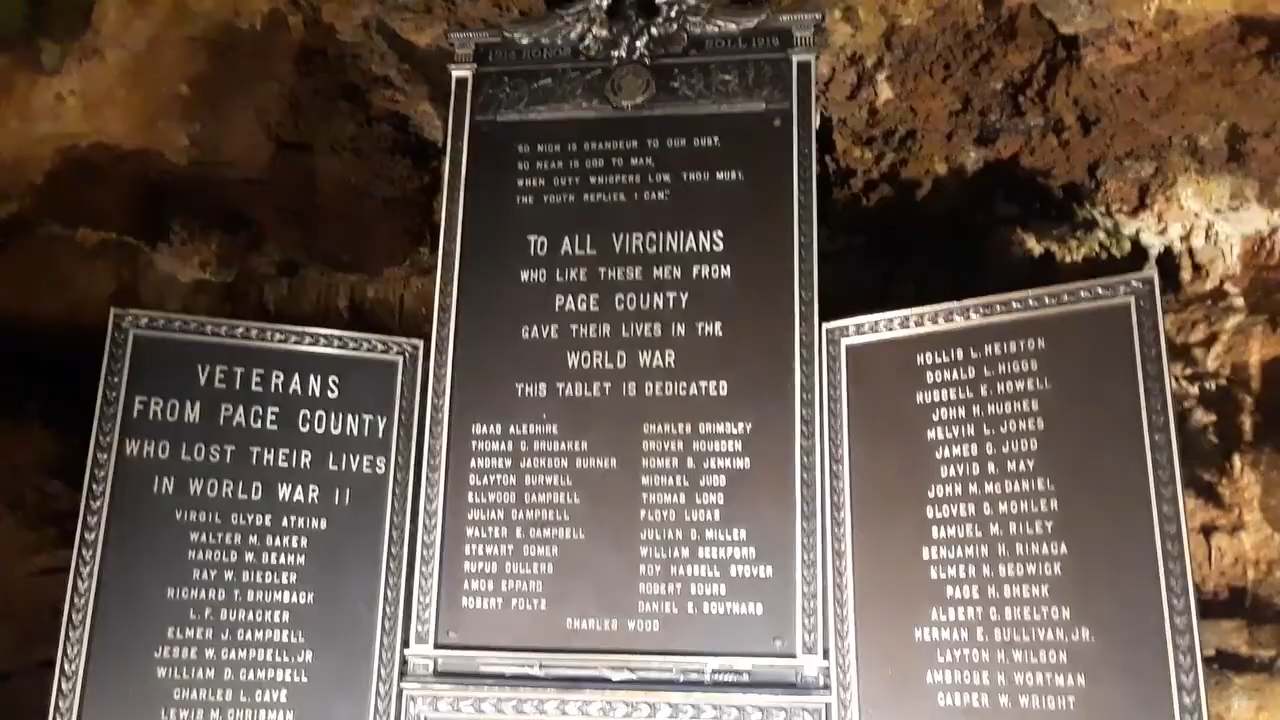 1914 HONOR ROLL 1918
"SO NIGH IS GRANDEUR TO OUR DUST,
SO NEAR IS GOD TO MAN,
WHEN DUTY WHISPERS LOW, THOU MUST,
THE YOUTH REPLIES, I CAN."
TO ALL VIRGINIANS
WHO LIKE THESE MEN FROM
PAGE COUNTY
GAVE THEIR LIVES IN THE
WORLD WAR
THIS TABLET IS DEDICATED
ISAAC ALESHIRE
THOMAS C. BRUBAKER
ANDREW JACKSON BURNER
CLAYTON BURWELL
ELLWOOD CAMPBELL
JULIAN CAMPBELL
WALTER E. CAMPBELL
STEWART COMER
RUFUS CULLERS
AMOS EPPARD
ROBERT FOLTZ
CHARLES GRIMSLEY
GROVER HOUSDEN
HOMER B. JENKINS
MICHAEL JUDD
THOMAS LONG
FLOYD LUCAS
JULIAN D. MILLER
WILLIAM SEEKFORD
ROY HASSELL STOVER
ROBERT SOURS
DANIEL E. SOUTHARD
CHARLES WOOD
VETERANS
FROM PAGE COUNTY
WHO LOST THEIR LIVES
IN WORLD WAR II
VIRGIL CLYDE ATKINS
WALTER M. BAKER
HAROLD W. BEAHM
RAY W. BIEDLER
RICHARD T. BRUMBACK
L. F. BURACKER
ELMER J. CAMPBELL
JESSE W. CAMPBELL, JR
WILLIAM D. CAMPBELL
CHARLES L. CAVE
LEWIS M. CHRISMAN
HOLLIS L. HEISTON
DONALD L. HIGGS
RUSSELL E. HOWELL
JOHN H. HUGHES
MELVIN L. JONES
JAMES O. JUDD
DAVID R. MAY
JOHN M. McDANIEL
GLOVER O. MOHLER
SAMUEL M. RILEY
BENJAMIN H. RINACA
ELMER N. SEDWICK
PAGE H. SHENK
ALBERT C. SKELTON
HERMAN E. SULLIVAN, JR.
LAYTON H. WILSON
AMBROSE H. WORTMAN
CASPER W. WRIGHT